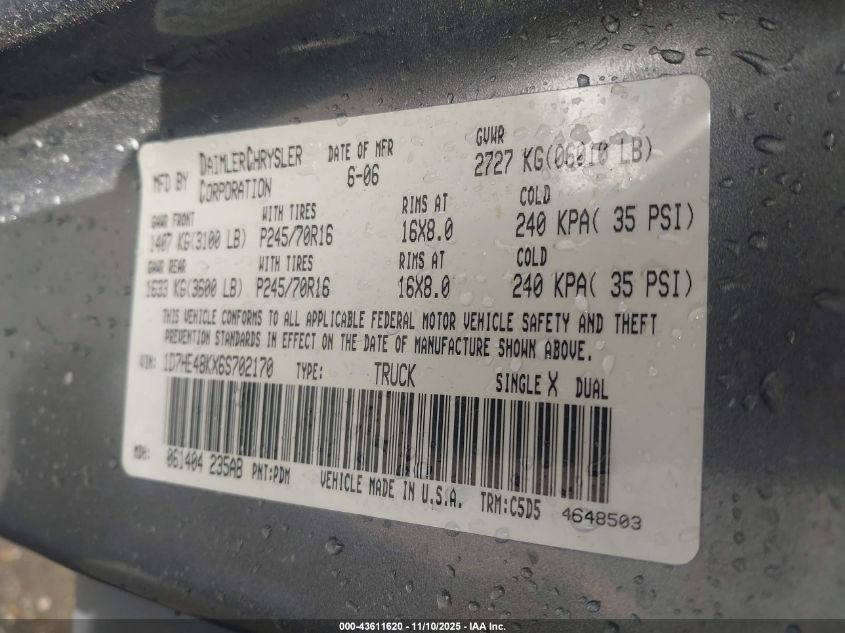 MFD BY DAIMLERCHRYSLER CORPORATION DATE OF MFR 6-06 GVWR 2727 KG(06010 LB)
GAWR FRONT WITH TIRES RIMS AT COLD
1407 KG(3100 LB) P245/70R16 16X8.0 240 KPA( 35 PSI)
GAWR REAR WITH TIRES RIMS AT COLD
1633 KG(3600 LB) P245/70R16 16X8.0 240 KPA( 35 PSI)
THIS VEHICLE CONFORMS TO ALL APPLICABLE FEDERAL MOTOR VEHICLE SAFETY AND THEFT
PREVENTION STANDARDS IN EFFECT ON THE DATE OF MANUFACTURE SHOWN ABOVE.
VIN: 1D7HE48KX6S702170 TYPE: TRUCK SINGLE X DUAL
MDH: 061404 235AB PNT:PDM VEHICLE MADE IN U.S.A. TRM:C5D5 4648503
000-43611620 - 11/10/2025 - IAA Inc.